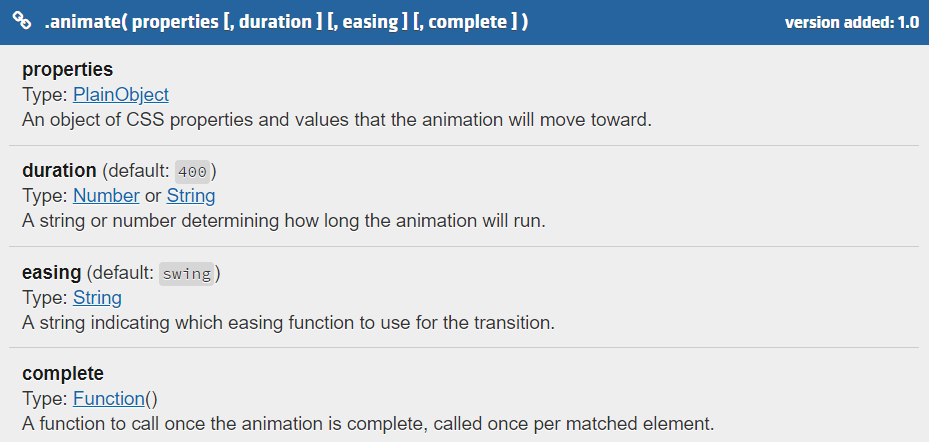 .animate( properties [, duration ] [, easing ] [, complete ] )
version added: 1.0
properties
Type: PlainObject
An object of CSS properties and values that the animation will move toward.
duration (default: 400)
Type: Number or String
A string or number determining how long the animation will run.
easing (default: swing)
Type: String
A string indicating which easing function to use for the transition.
complete
Type: Function()
A function to call once the animation is complete, called once per matched element.